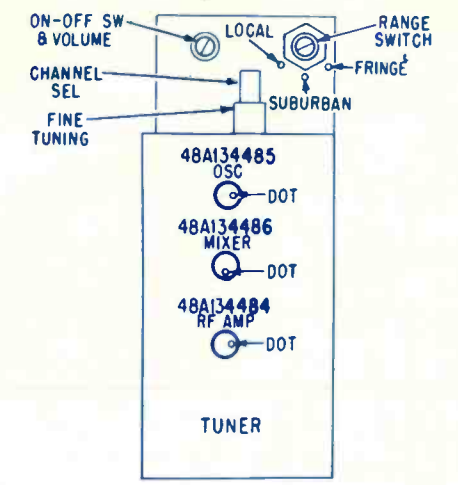 ON-OFF SW
& VOLUME
LOCAL
RANGE
SWITCH
CHANNEL
SEL
FRINGE
SUBURBAN
FINE
TUNING
48A134485
OSC
DOT
48A134486
MIXER
DOT
48A134484
RF AMP
DOT
TUNER